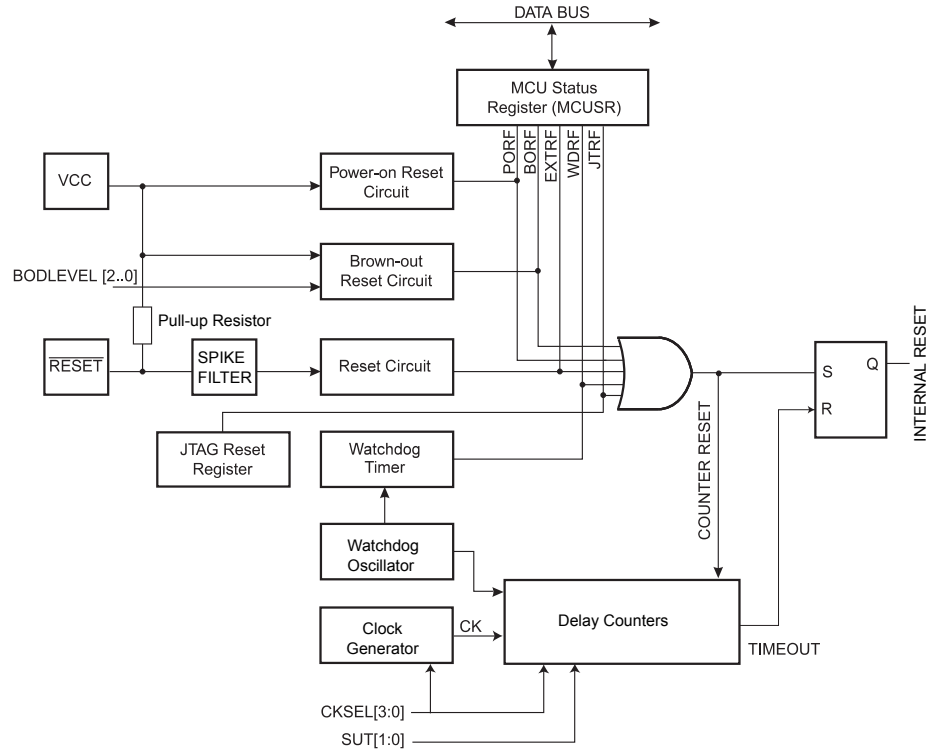 DATA BUS
MCU Status
Register (MCUSR)
PORF
BORF
EXTRF
WDRF
JTRF
VCC
Power-on Reset
Circuit
BODLEVEL [2..0]
Brown-out
Reset Circuit
Pull-up Resistor
RESET
SPIKE
FILTER
Reset Circuit
S
Q
R
INTERNAL RESET
JTAG Reset
Register
Watchdog
Timer
COUNTER RESET
Watchdog
Oscillator
Clock
Generator
CK
Delay Counters
TIMEOUT
CKSEL[3:0]
SUT[1:0]